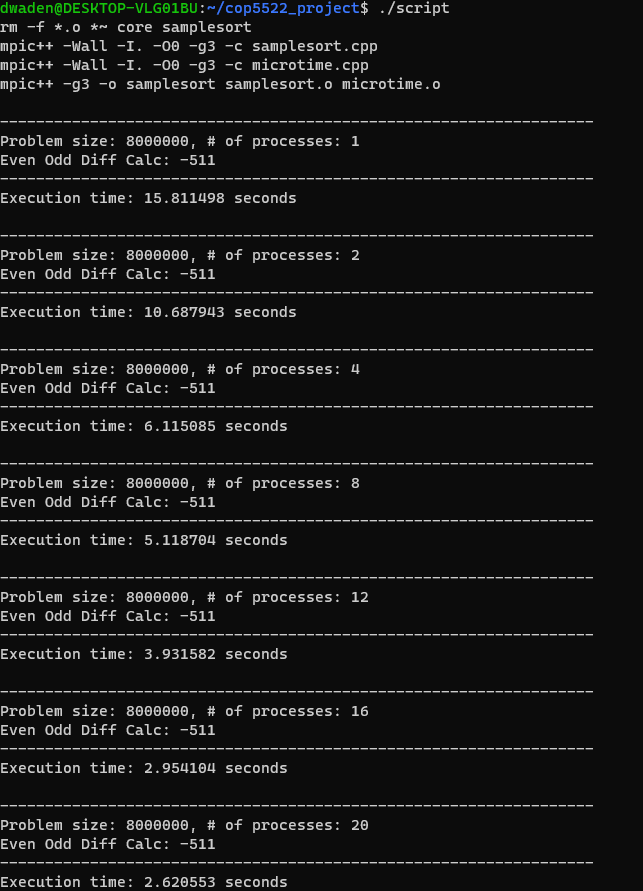 dwaden@DESKTOP-VLG01BU:~/cop5522_project$ ./script
rm -f *.o *~ core samplesort
mpic++ -Wall -I. -O0 -g3 -c samplesort.cpp
mpic++ -Wall -I. -O0 -g3 -c microtime.cpp
mpic++ -g3 -o samplesort samplesort.o microtime.o
------------------------------------------------------------------
Problem size: 8000000, # of processes: 1
Even Odd Diff Calc: -511
------------------------------------------------------------------
Execution time: 15.811498 seconds
------------------------------------------------------------------
Problem size: 8000000, # of processes: 2
Even Odd Diff Calc: -511
------------------------------------------------------------------
Execution time: 10.687943 seconds
------------------------------------------------------------------
Problem size: 8000000, # of processes: 4
Even Odd Diff Calc: -511
------------------------------------------------------------------
Execution time: 6.115085 seconds
------------------------------------------------------------------
Problem size: 8000000, # of processes: 8
Even Odd Diff Calc: -511
------------------------------------------------------------------
Execution time: 5.118704 seconds
------------------------------------------------------------------
Problem size: 8000000, # of processes: 12
Even Odd Diff Calc: -511
------------------------------------------------------------------
Execution time: 3.931582 seconds
------------------------------------------------------------------
Problem size: 8000000, # of processes: 16
Even Odd Diff Calc: -511
------------------------------------------------------------------
Execution time: 2.954104 seconds
------------------------------------------------------------------
Problem size: 8000000, # of processes: 20
Even Odd Diff Calc: -511
------------------------------------------------------------------
Execution time: 2.620553 seconds